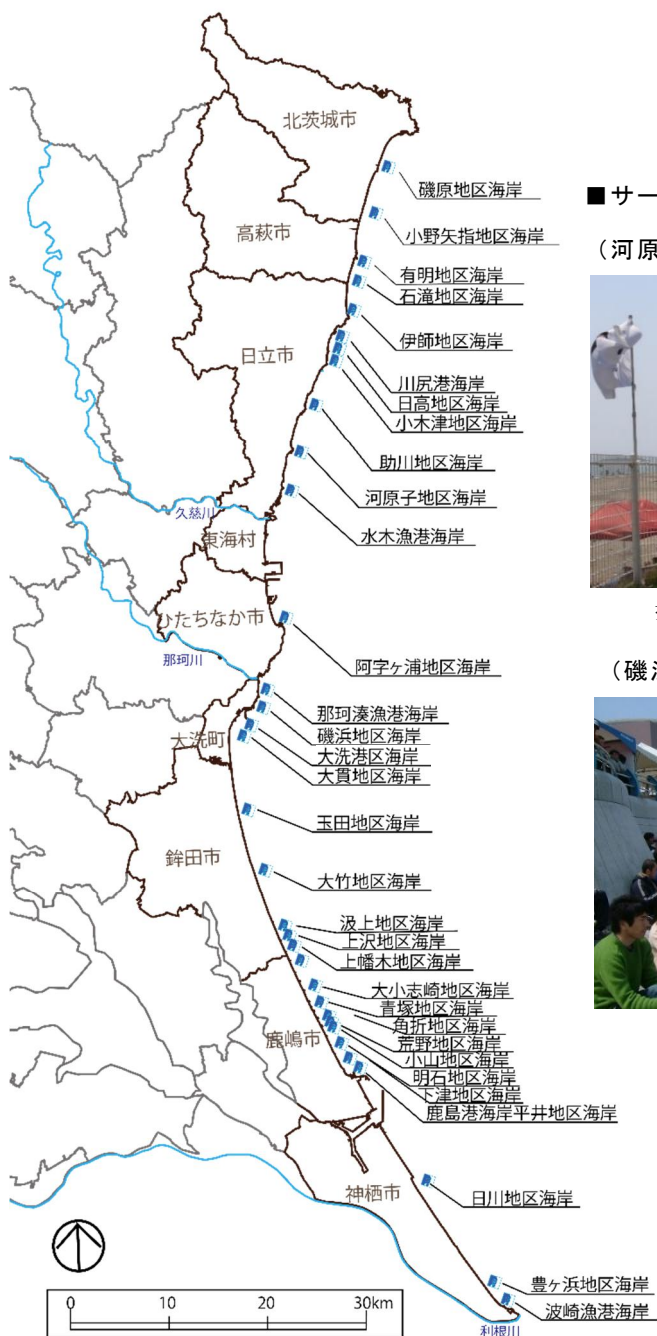 北茨城市
磯原地区海岸
■サー
小野矢指地区海岸
高萩市
（河原
有明地区海岸
石滝地区海岸
伊師地区海岸
日立市
川尻港海岸
日高地区海岸
小木津地区海岸
助川地区海岸
河原子地区海岸
久慈川
水木漁港海岸
東海村
ひたちなか市
阿字ヶ浦地区海岸
那珂川
（磯浜
那珂湊漁港海岸
磯浜地区海岸
大洗町
大洗港海岸
大貫地区海岸
玉田地区海岸
鉾田市
大竹地区海岸
汲上地区海岸
上沢地区海岸
上幡木地区海岸
大小志崎地区海岸
青塚地区海岸
角折地区海岸
鹿嶋市
荒野地区海岸
小山地区海岸
明石地区海岸
下津地区海岸
鹿島港海岸平井地区海岸
神栖市
日川地区海岸
豊ヶ浜地区海岸
波崎漁港海岸
0 10 20 30km
利根川